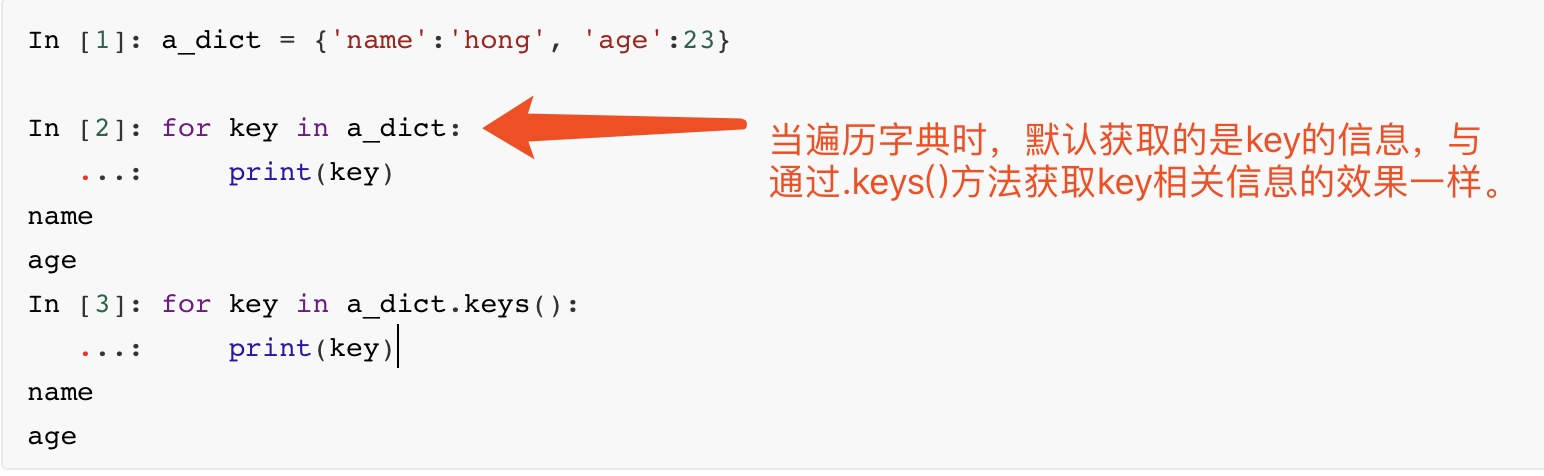 In [1]: a_dict = {'name':'hong', 'age':23}
In [2]: for key in a_dict:
   ...:     print(key)
当遍历字典时，默认获取的是key的信息，与
通过.keys()方法获取key相关信息的效果一样。
name
age
In [3]: for key in a_dict.keys():
   ...:     print(key)
name
age